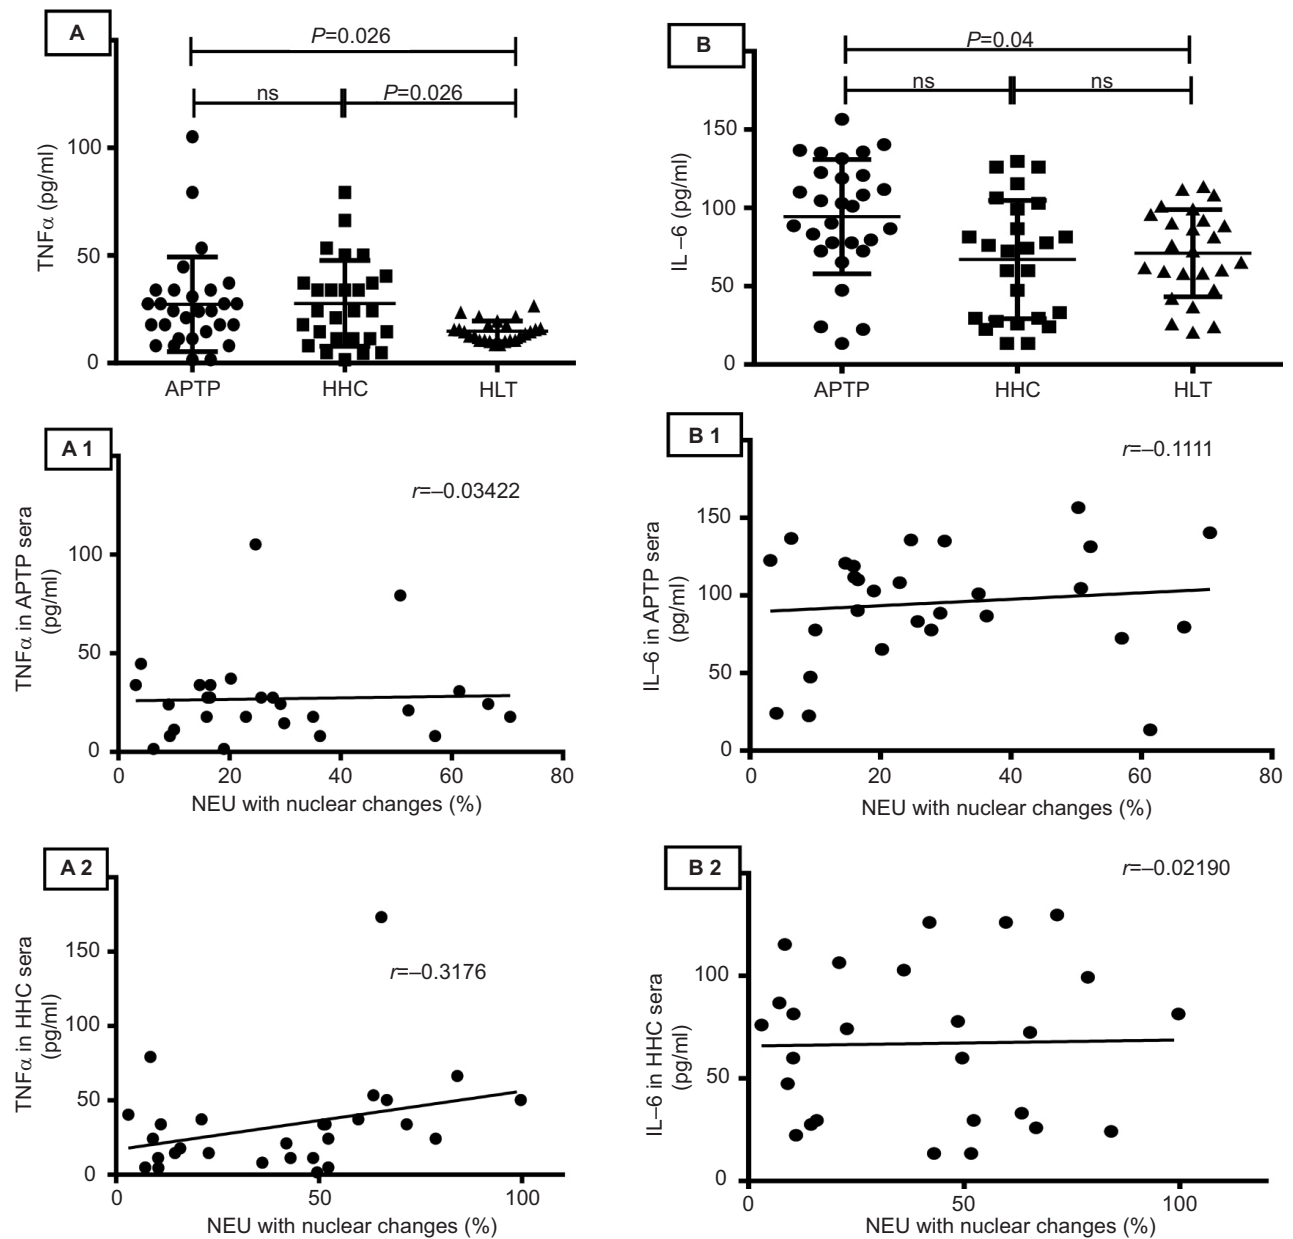 A
P=0.026
ns
P=0.026
TNFα (pg/ml)
100
50
0
APTP
HHC
HLT
B
P=0.04
ns
ns
IL –6 (pg/ml)
150
100
50
0
APTP
HHC
HLT
A 1
r=–0.03422
TNFα in APTP sera
(pg/ml)
100
50
0
0
20
40
60
80
NEU with nuclear changes (%)
B 1
r=–0.1111
IL–6 in APTP sera
(pg/ml)
150
100
50
0
0
20
40
60
80
NEU with nuclear changes (%)
A 2
r=–0.3176
TNFα in HHC sera
(pg/ml)
150
100
50
0
0
50
100
NEU with nuclear changes (%)
B 2
r=–0.02190
IL–6 in HHC sera
(pg/ml)
100
50
0
0
50
100
NEU with nuclear changes (%)